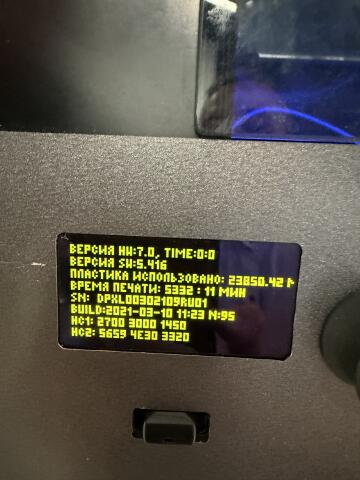 ВЕРСИЯ HW:7.0, TIME:0:0
ВЕРСИЯ SW:5.416
ПЛАСТИКА ИСПОЛЬЗОВАНО: 23850.42
ВРЕМЯ ПЕЧАТИ: 5332 : 11 МИН
SN: DPXL00302109RU01
BUILD:2021-03-10 11:23 N:95
HC1: 2700 3000 1450
HC2: 5659 4E30 3320